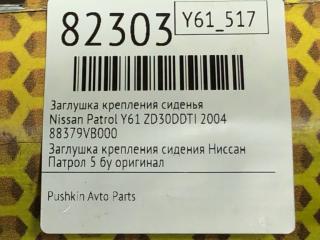 82303
Y61_517
Заглушка крепления сиденья
Nissan Patrol Y61 ZD30DDTI 2004
88379VB000
Заглушка крепления сидения Ниссан
Патрол 5 бу оригинал
Pushkin Avto Parts